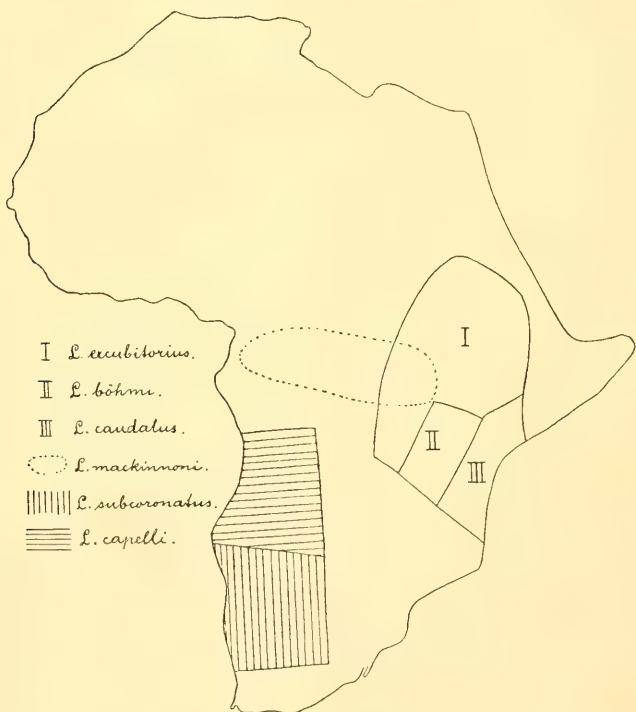 I L. excubitorius.
II L. böhmi.
III L. caudatus.
L. mackinnoni.
L. subcoronatus.
L. capelli.
I
II
III